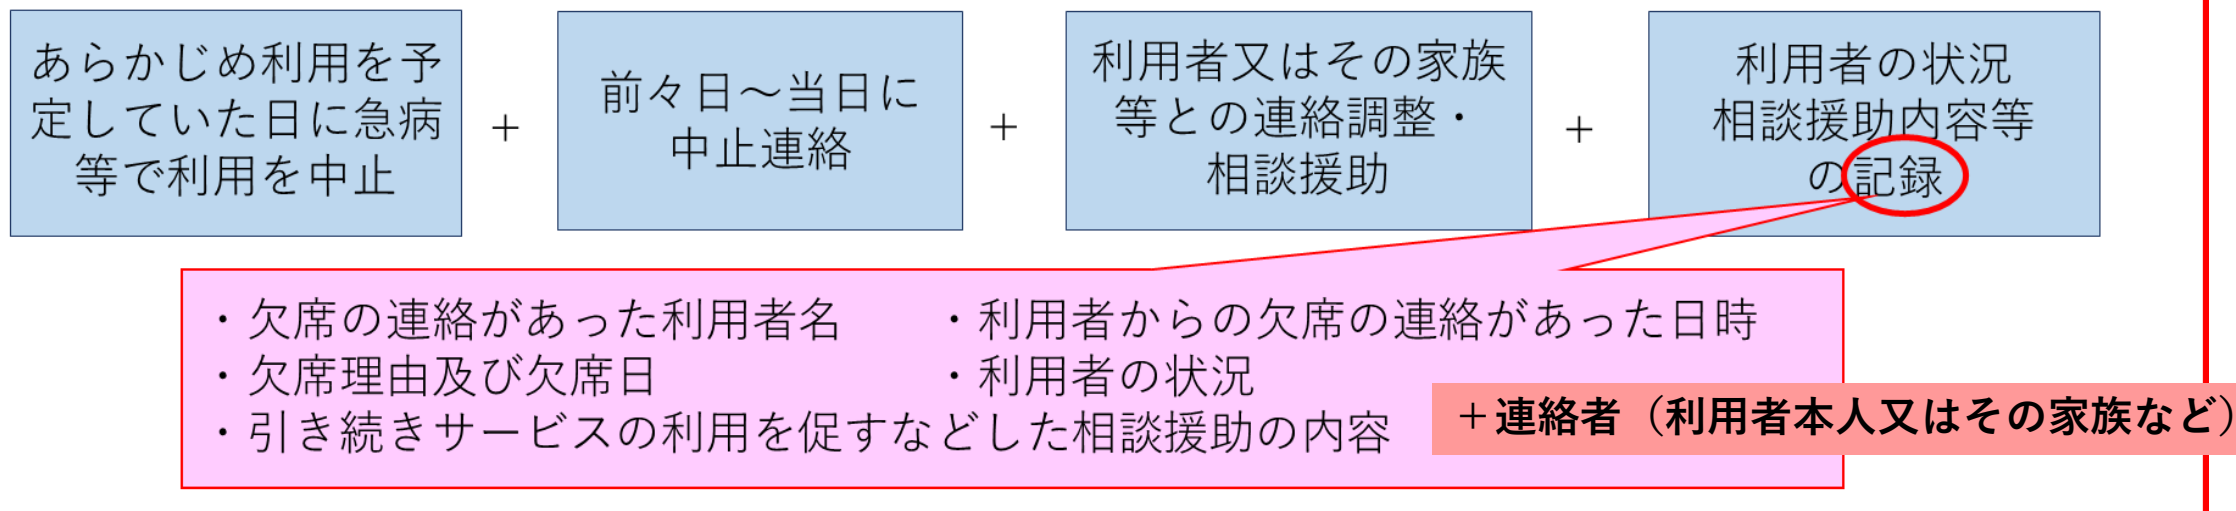 あらかじめ利用を予
定していた日に急病
等で利用を中止
＋
前々日～当日に
中止連絡
＋
利用者又はその家族
等との連絡調整・
相談援助
＋
利用者の状況
相談援助内容等
の記録
・欠席の連絡があった利用者名
・利用者からの欠席の連絡があった日時
・欠席理由及び欠席日
・利用者の状況
・引き続きサービスの利用を促すなどした相談援助の内容
＋連絡者（利用者本人又はその家族など）